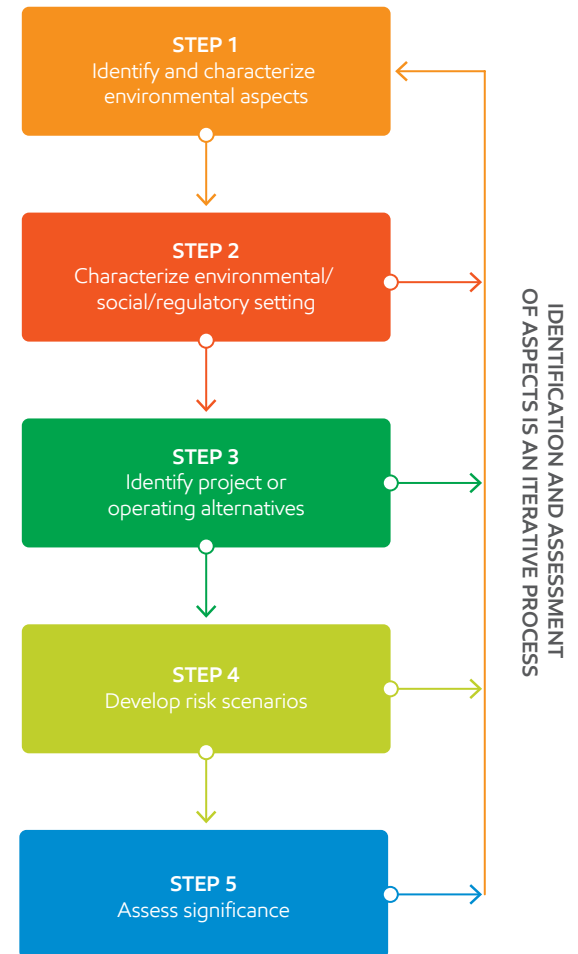 STEP 1
Identify and characterize
environmental aspects
STEP 2
Characterize environmental/
social/regulatory setting
STEP 3
Identify project or
operating alternatives
STEP 4
Develop risk scenarios
STEP 5
Assess significance
IDENTIFICATION AND ASSESSMENT
OF ASPECTS IS AN ITERATIVE PROCESS